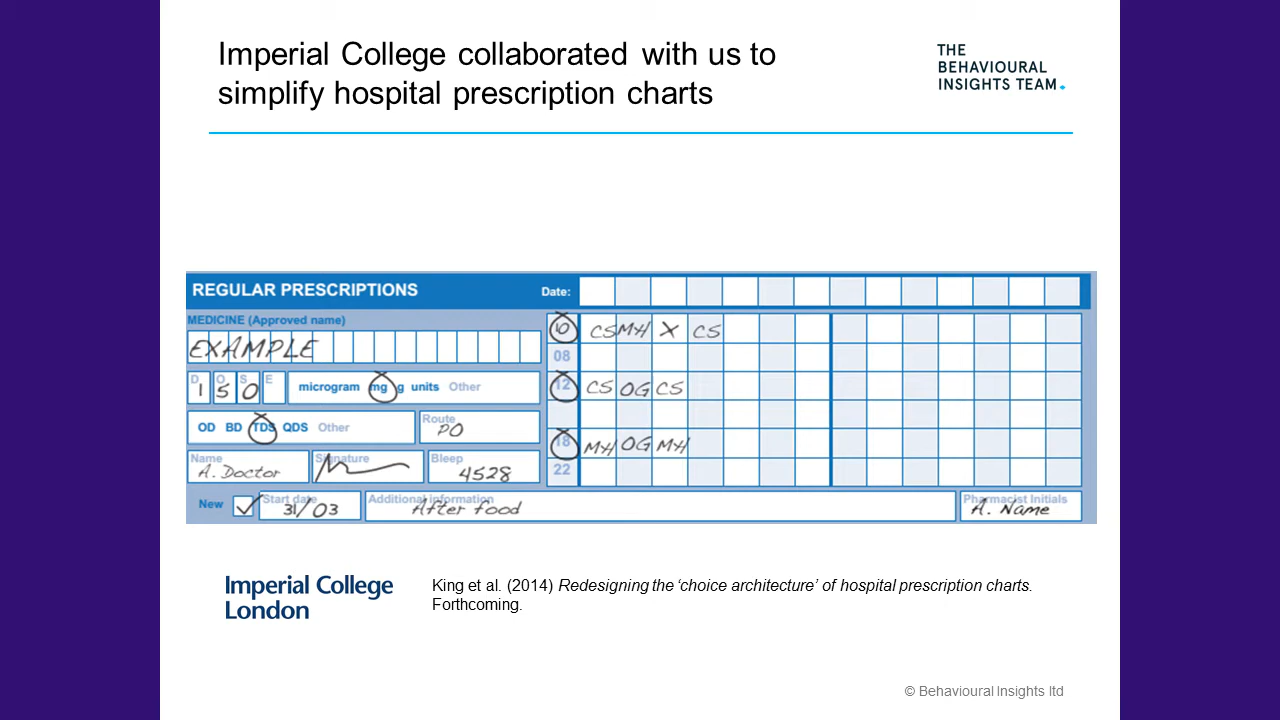 Imperial College collaborated with us to
simplify hospital prescription charts
THE
BEHAVIOURAL
INSIGHTS TEAM.
REGULAR PRESCRIPTIONS Date:
MEDICINE (Approved name)
EXAMPLE
DOSE 150 microgram mg g units Other
OD BD TDS QDS Other Route PO
Name A. Doctor Signature Bleep 4528
New Start date 31/03 Additional information After food Pharmacist Initials A. Name
CS MH X CS
08
12 CS OG CS
18 MH OG MH
22
Imperial College
London
King et al. (2014) Redesigning the ‘choice architecture’ of hospital prescription charts.
Forthcoming.
© Behavioural Insights ltd